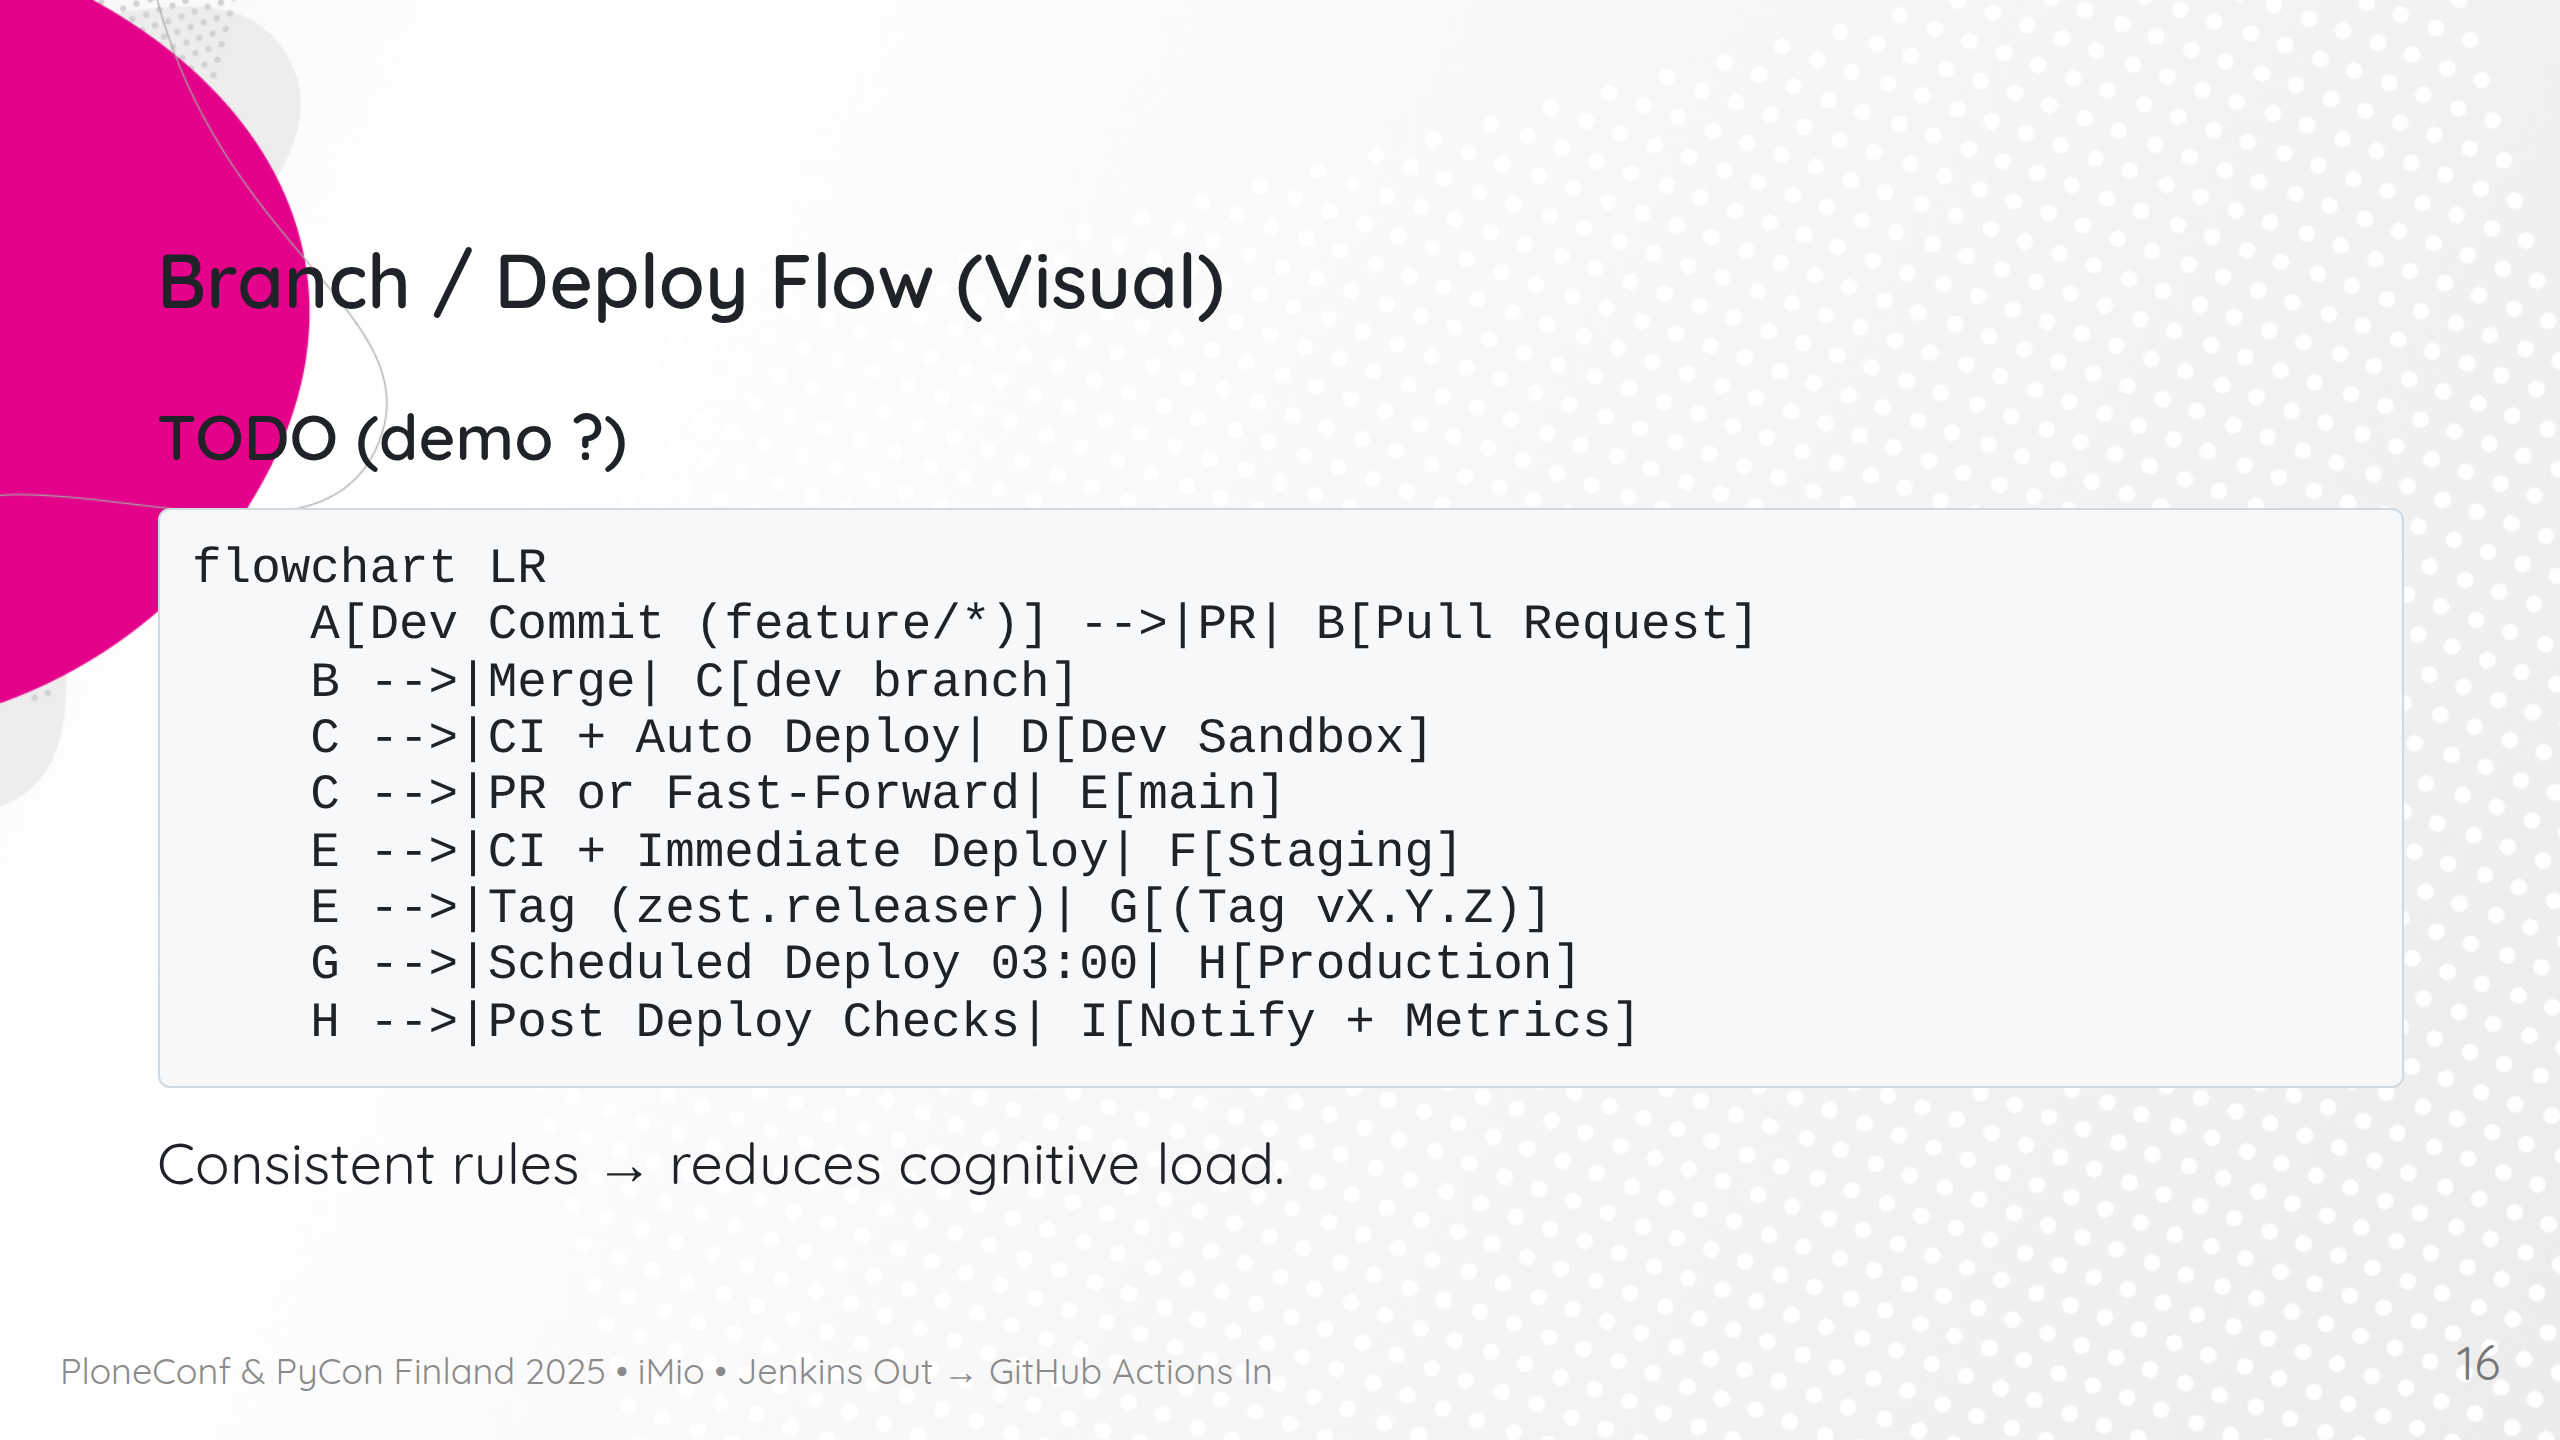 Branch / Deploy Flow (Visual)
TODO (demo ?)
flowchart LR
    A[Dev Commit (feature/*)] -->|PR| B[Pull Request]
    B -->|Merge| C[dev branch]
    C -->|CI + Auto Deploy| D[Dev Sandbox]
    C -->|PR or Fast-Forward| E[main]
    E -->|CI + Immediate Deploy| F[Staging]
    E -->|Tag (zest.releaser)| G[(Tag vX.Y.Z)]
    G -->|Scheduled Deploy 03:00| H[Production]
    H -->|Post Deploy Checks| I[Notify + Metrics]
Consistent rules → reduces cognitive load.
PloneConf & PyCon Finland 2025 • iMio • Jenkins Out → GitHub Actions In
16